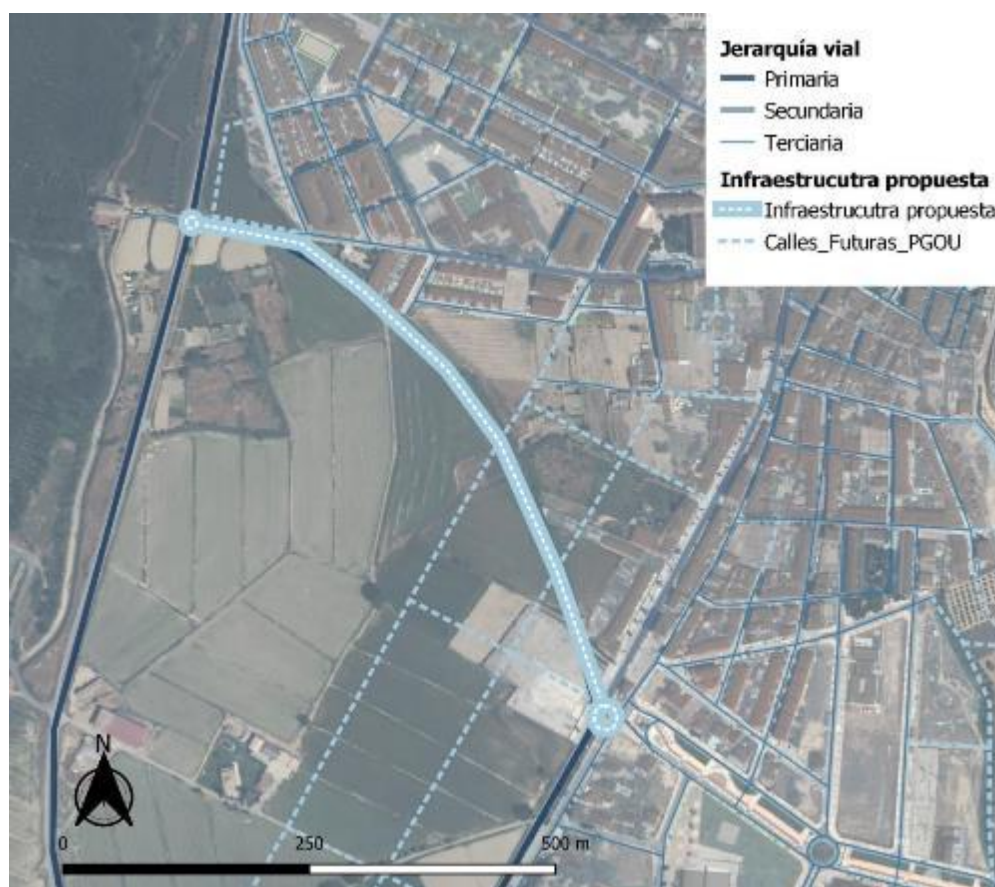 Jerarquía vial
Primaria
Secundaria
Terciaria
Infraestrucutra propuesta
Infraestrucutra propuesta
Calles_Futuras_PGOU
N
0 250 500 m